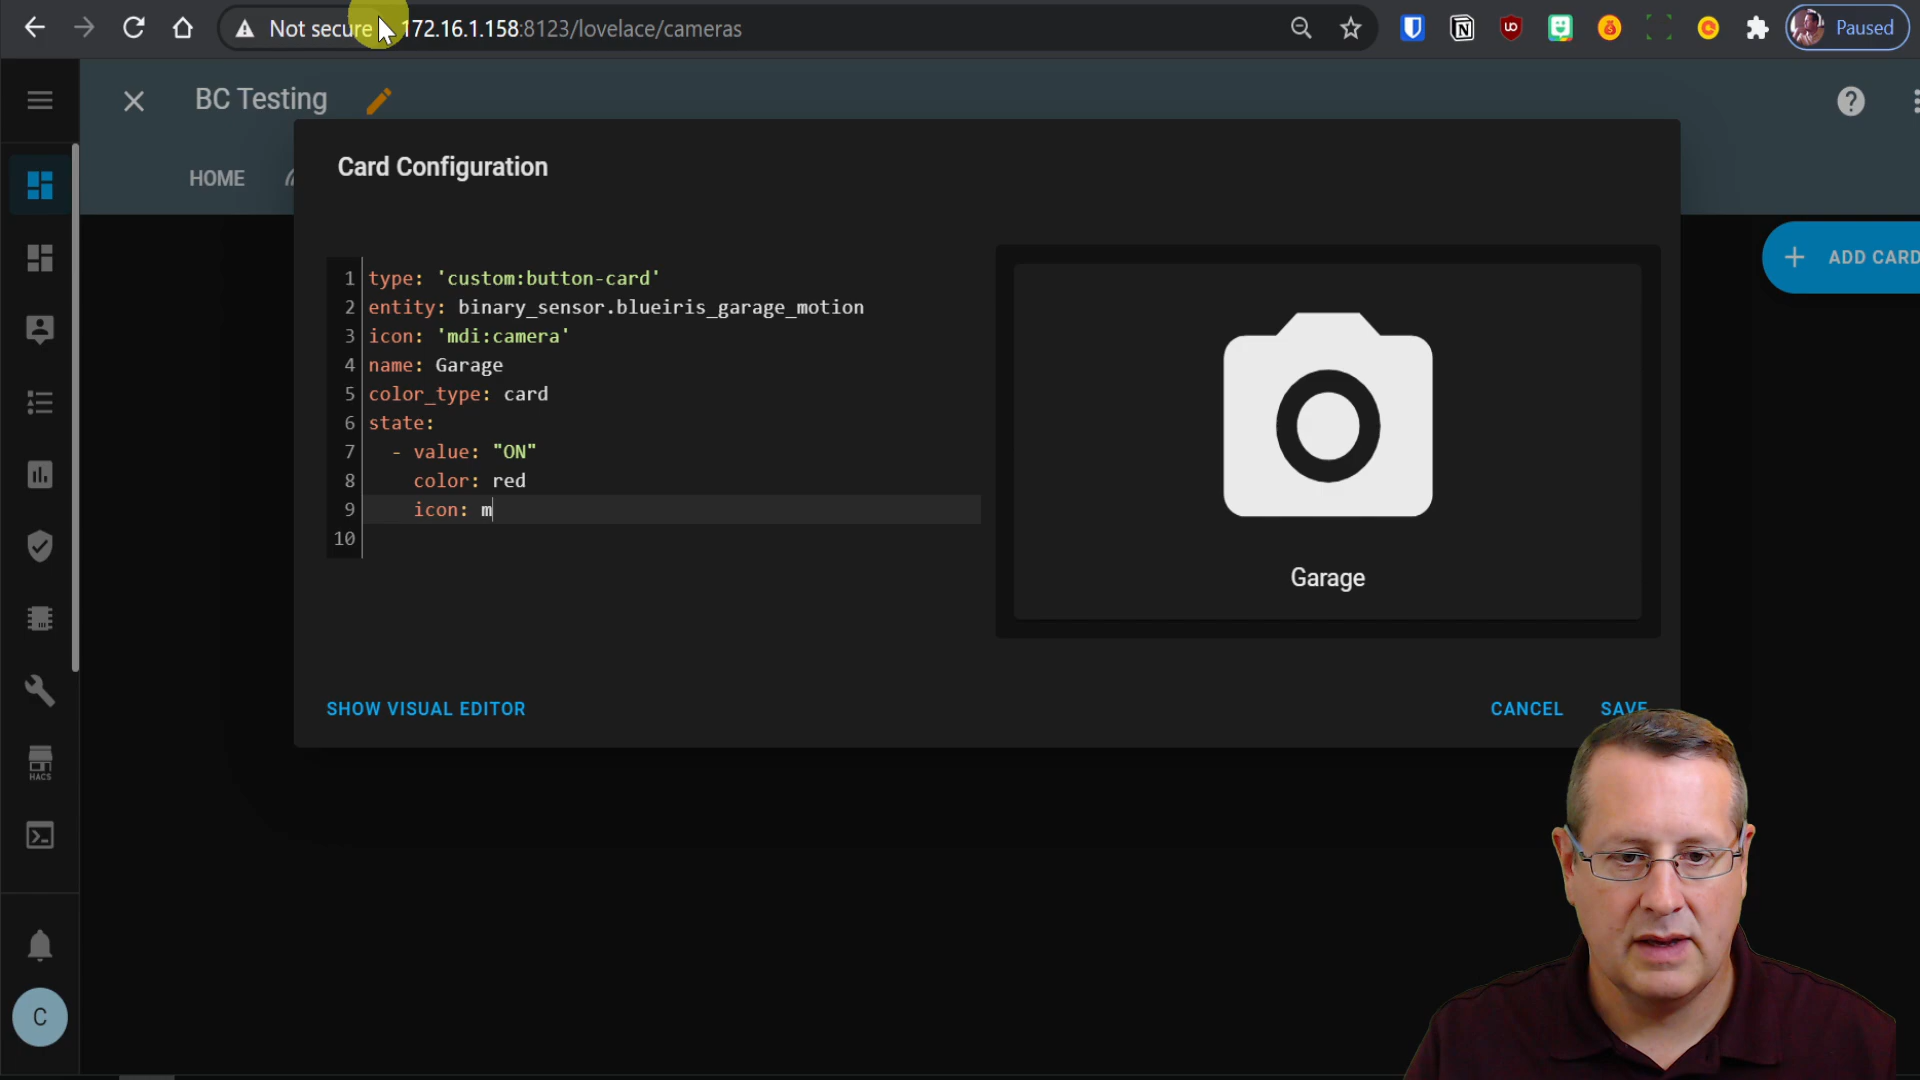 Not secure 172.16.1.158:8123/lovelace/cameras
Paused
BC Testing
HOME
Card Configuration
ADD CARD
1 type: 'custom:button-card'
2 entity: binary_sensor.blueiris_garage_motion
3 icon: 'mdi:camera'
4 name: Garage
5 color_type: card
6 state:
7 - value: "ON"
8 color: red
9 icon: m
10
Garage
SHOW VISUAL EDITOR
CANCEL
SAVE
HACS
C